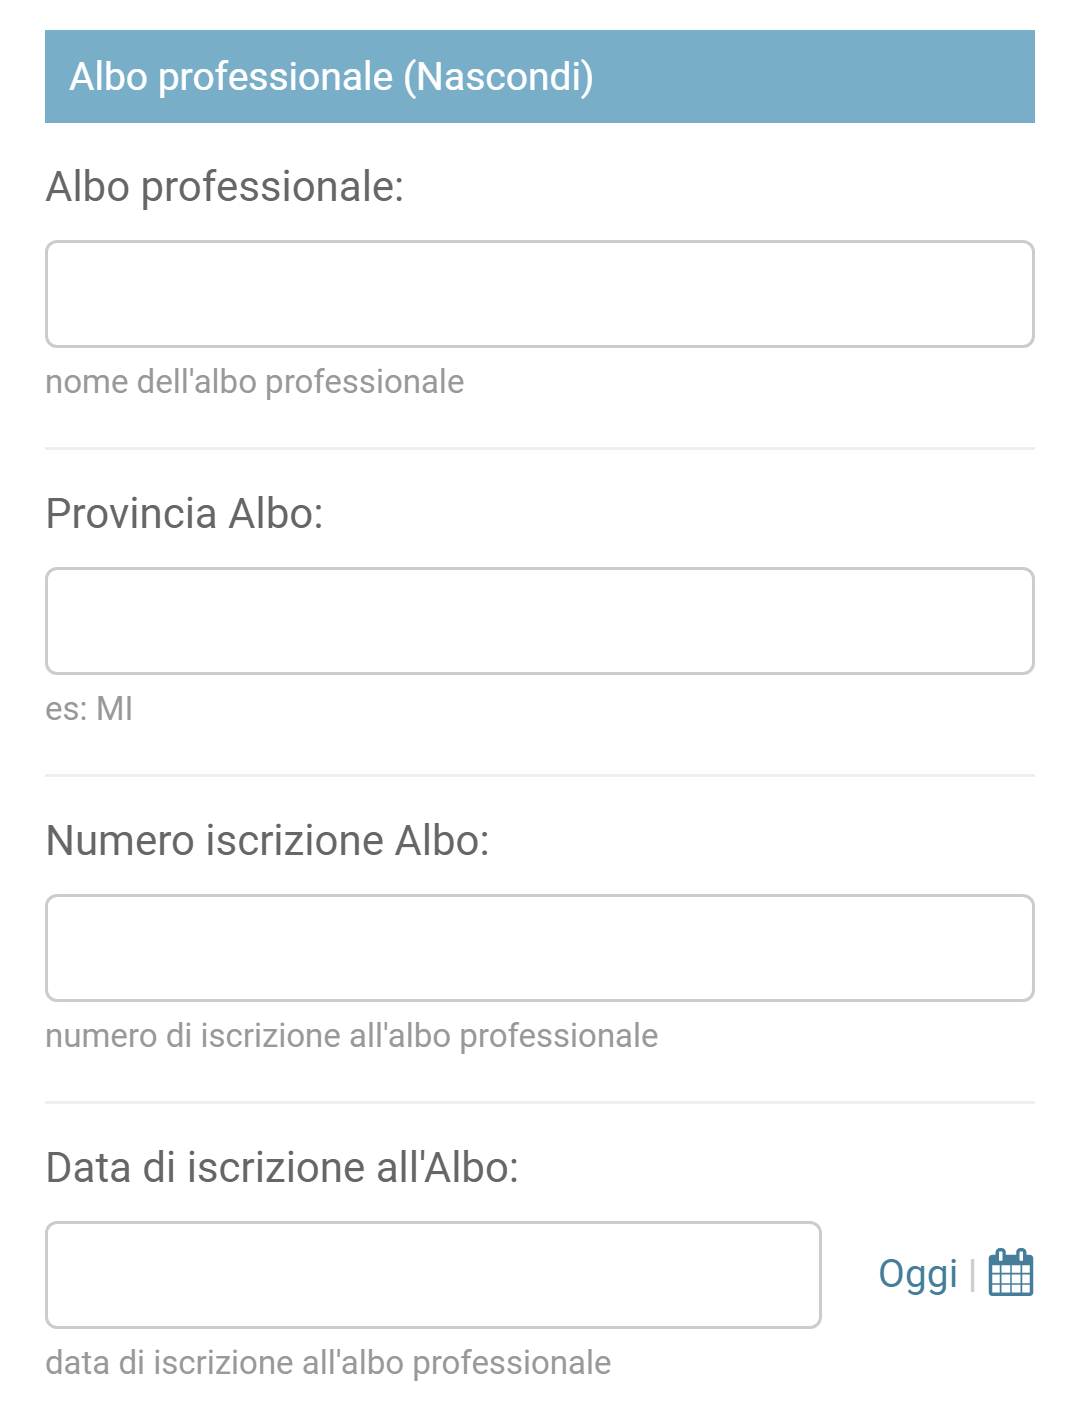 Albo professionale (Nascondi)
Albo professionale:
nome dell'albo professionale
Provincia Albo:
es: MI
Numero iscrizione Albo:
numero di iscrizione all'albo professionale
Data di iscrizione all'Albo:
Oggi |
data di iscrizione all'albo professionale